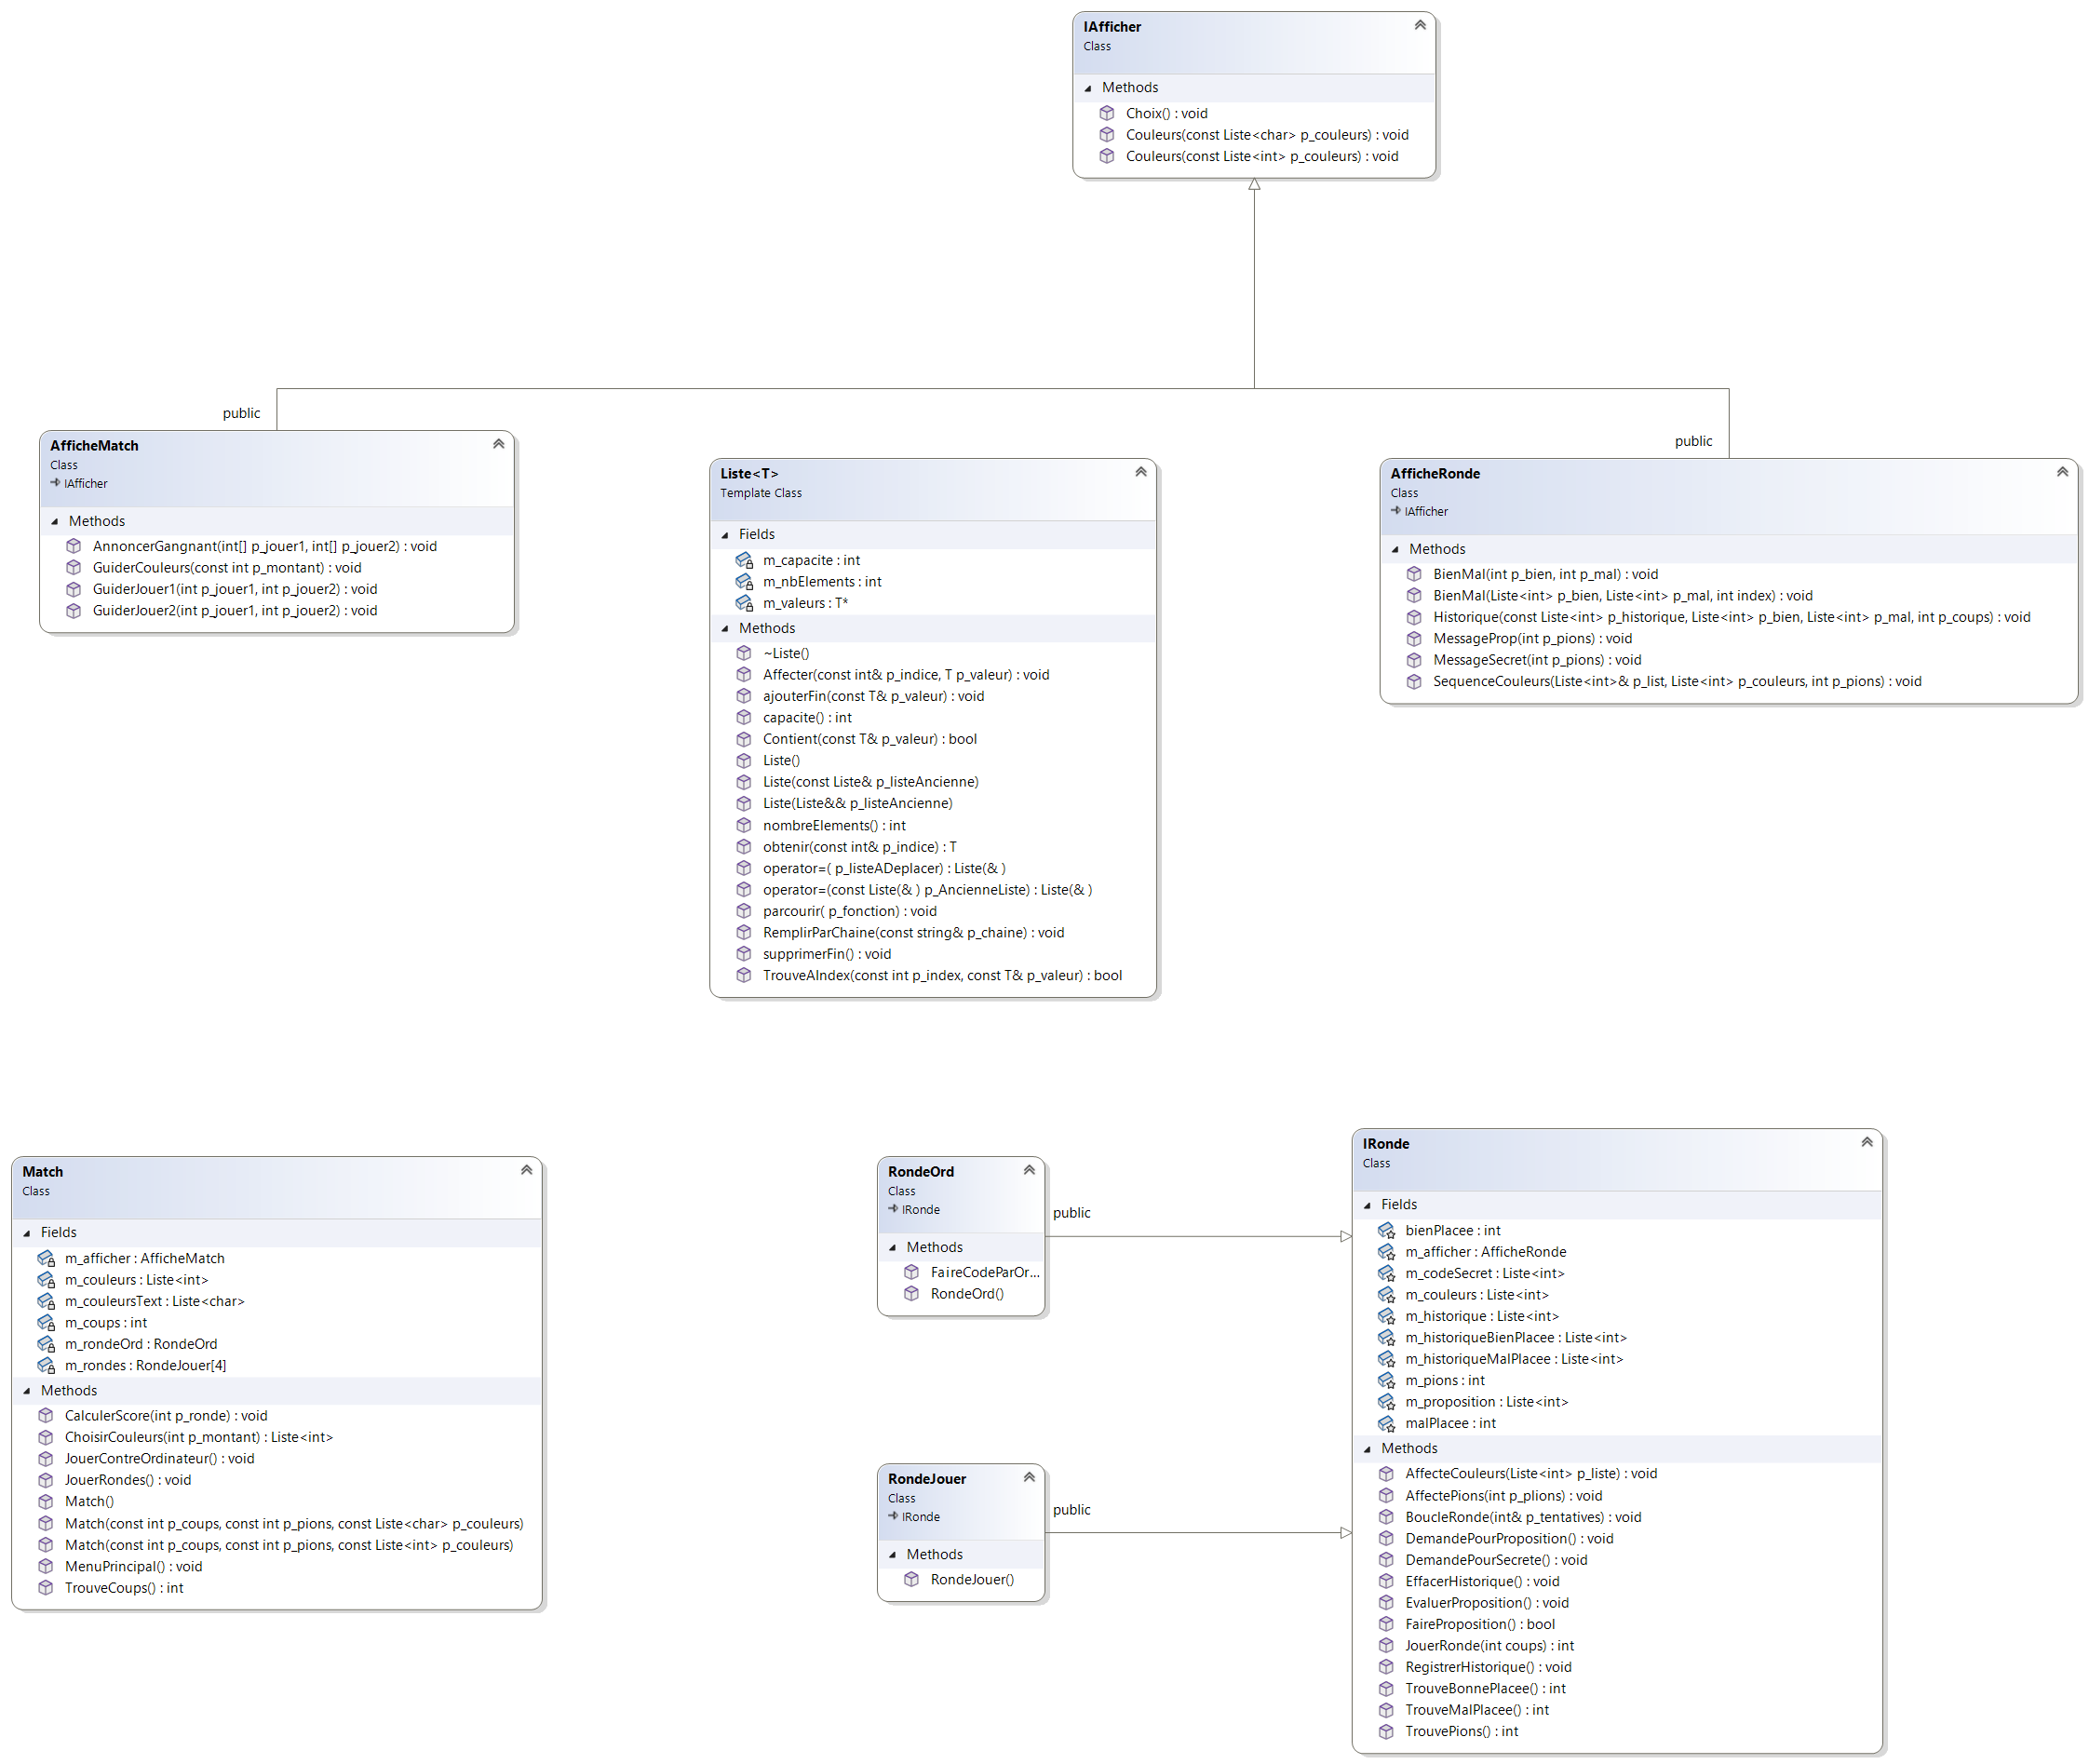 IAfficher
Class
Methods
Choix() : void
Couleurs(const Liste<char> p_couleurs) : void
Couleurs(const Liste<int> p_couleurs) : void
public
public
AfficheMatch
Class
IAfficher
Methods
AnnoncerGangnant(int[] p_jouer1, int[] p_jouer2) : void
GuiderCouleurs(const int p_montant) : void
GuiderJouer1(int p_jouer1, int p_jouer2) : void
GuiderJouer2(int p_jouer1, int p_jouer2) : void
Liste<T>
Template Class
Fields
m_capacite : int
m_nbElements : int
m_valeurs : T*
Methods
~Liste()
Affecter(const int& p_indice, T p_valeur) : void
ajouterFin(const T& p_valeur) : void
capacite() : int
Contient(const T& p_valeur) : bool
Liste()
Liste(const Liste& p_listeAncienne)
Liste(Liste&& p_listeAncienne)
nombreElements() : int
obtenir(const int& p_indice) : T
operator=( p_listeADeplacer) : Liste(& )
operator=(const Liste(& ) p_AncienneListe) : Liste(& )
parcourir( p_fonction) : void
RemplirParChaine(const string& p_chaine) : void
supprimerFin() : void
TrouveAIndex(const int p_index, const T& p_valeur) : bool
AfficheRonde
Class
IAfficher
Methods
BienMal(int p_bien, int p_mal) : void
BienMal(Liste<int> p_bien, Liste<int> p_mal, int index) : void
Historique(const Liste<int> p_historique, Liste<int> p_bien, Liste<int> p_mal, int p_coups) : void
MessageProp(int p_pions) : void
MessageSecret(int p_pions) : void
SequenceCouleurs(Liste<int>& p_list, Liste<int> p_couleurs, int p_pions) : void
Match
Class
Fields
m_afficher : AfficheMatch
m_couleurs : Liste<int>
m_couleursText : Liste<char>
m_coups : int
m_rondeOrd : RondeOrd
m_rondes : RondeJouer[4]
Methods
CalculerScore(int p_ronde) : void
ChoisirCouleurs(int p_montant) : Liste<int>
JouerContreOrdinateur() : void
JouerRondes() : void
Match()
Match(const int p_coups, const int p_pions, const Liste<char> p_couleurs)
Match(const int p_coups, const int p_pions, const Liste<int> p_couleurs)
MenuPrincipal() : void
TrouveCoups() : int
RondeOrd
Class
IRonde
Methods
FaireCodeParOr...
RondeOrd()
public
RondeJouer
Class
IRonde
Methods
RondeJouer()
public
IRonde
Class
Fields
bienPlacee : int
m_afficher : AfficheRonde
m_codeSecret : Liste<int>
m_couleurs : Liste<int>
m_historique : Liste<int>
m_historiqueBienPlacee : Liste<int>
m_historiqueMalPlacee : Liste<int>
m_pions : int
m_proposition : Liste<int>
malPlacee : int
Methods
AffecteCouleurs(Liste<int> p_liste) : void
AffectePions(int p_plions) : void
BoucleRonde(int& p_tentatives) : void
DemandePourProposition() : void
DemandePourSecrete() : void
EffacerHistorique() : void
EvaluerProposition() : void
FaireProposition() : bool
JouerRonde(int coups) : int
RegistrerHistorique() : void
TrouveBonnePlacee() : int
TrouveMalPlacee() : int
TrouvePions() : int